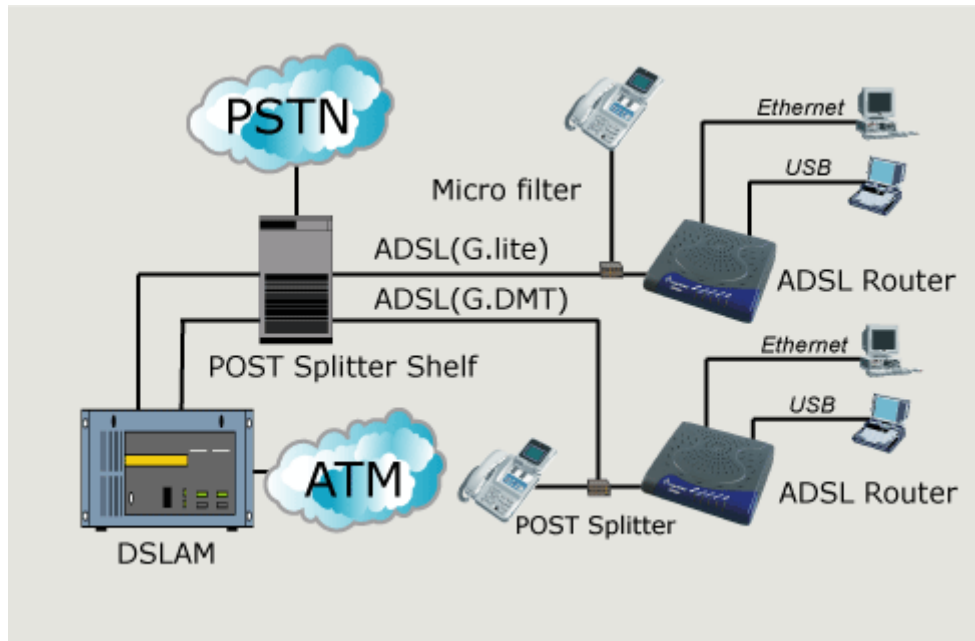 PSTN
Ethernet
USB
Micro filter
ADSL(G.lite)
ADSL Router
ADSL(G.DMT)
POST Splitter Shelf
Ethernet
USB
ATM
ADSL Router
POST Splitter
DSLAM